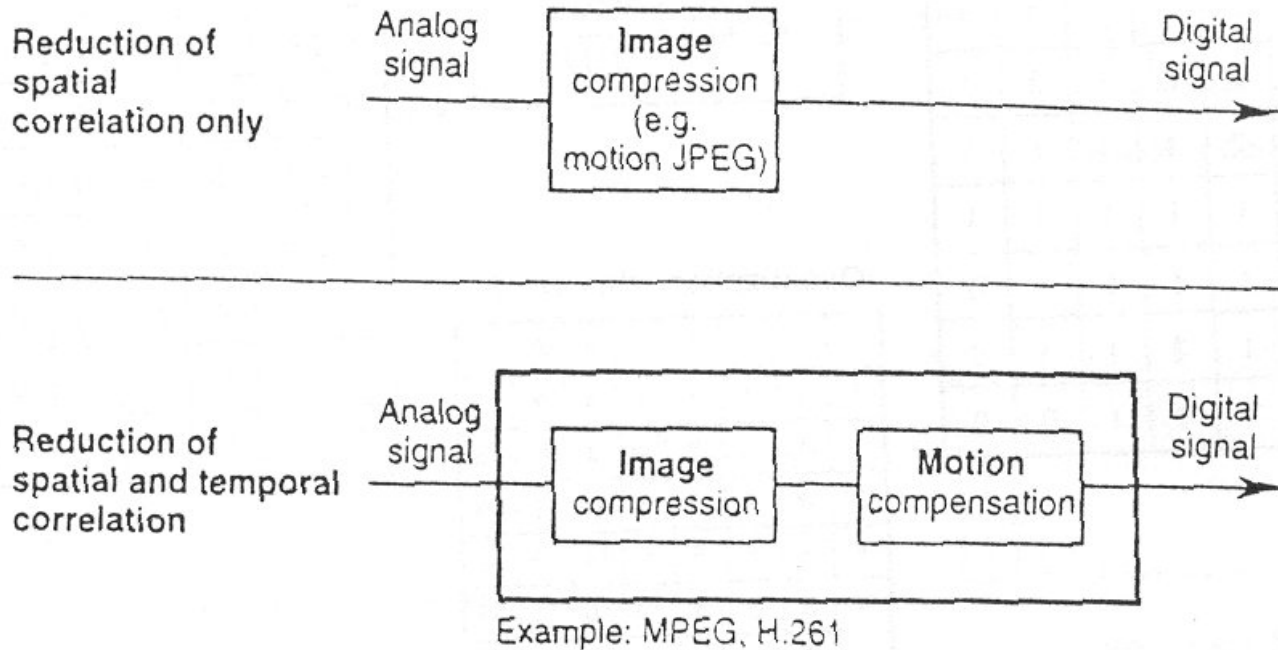 Reduction of
spatial
correlation only
Analog
signal
Image
compression
(e.g.
motion JPEG)
Digital
signal
Reduction of
spatial and temporal
correlation
Analog
signal
Image
compression
Motion
compensation
Digital
signal
Example: MPEG, H.261